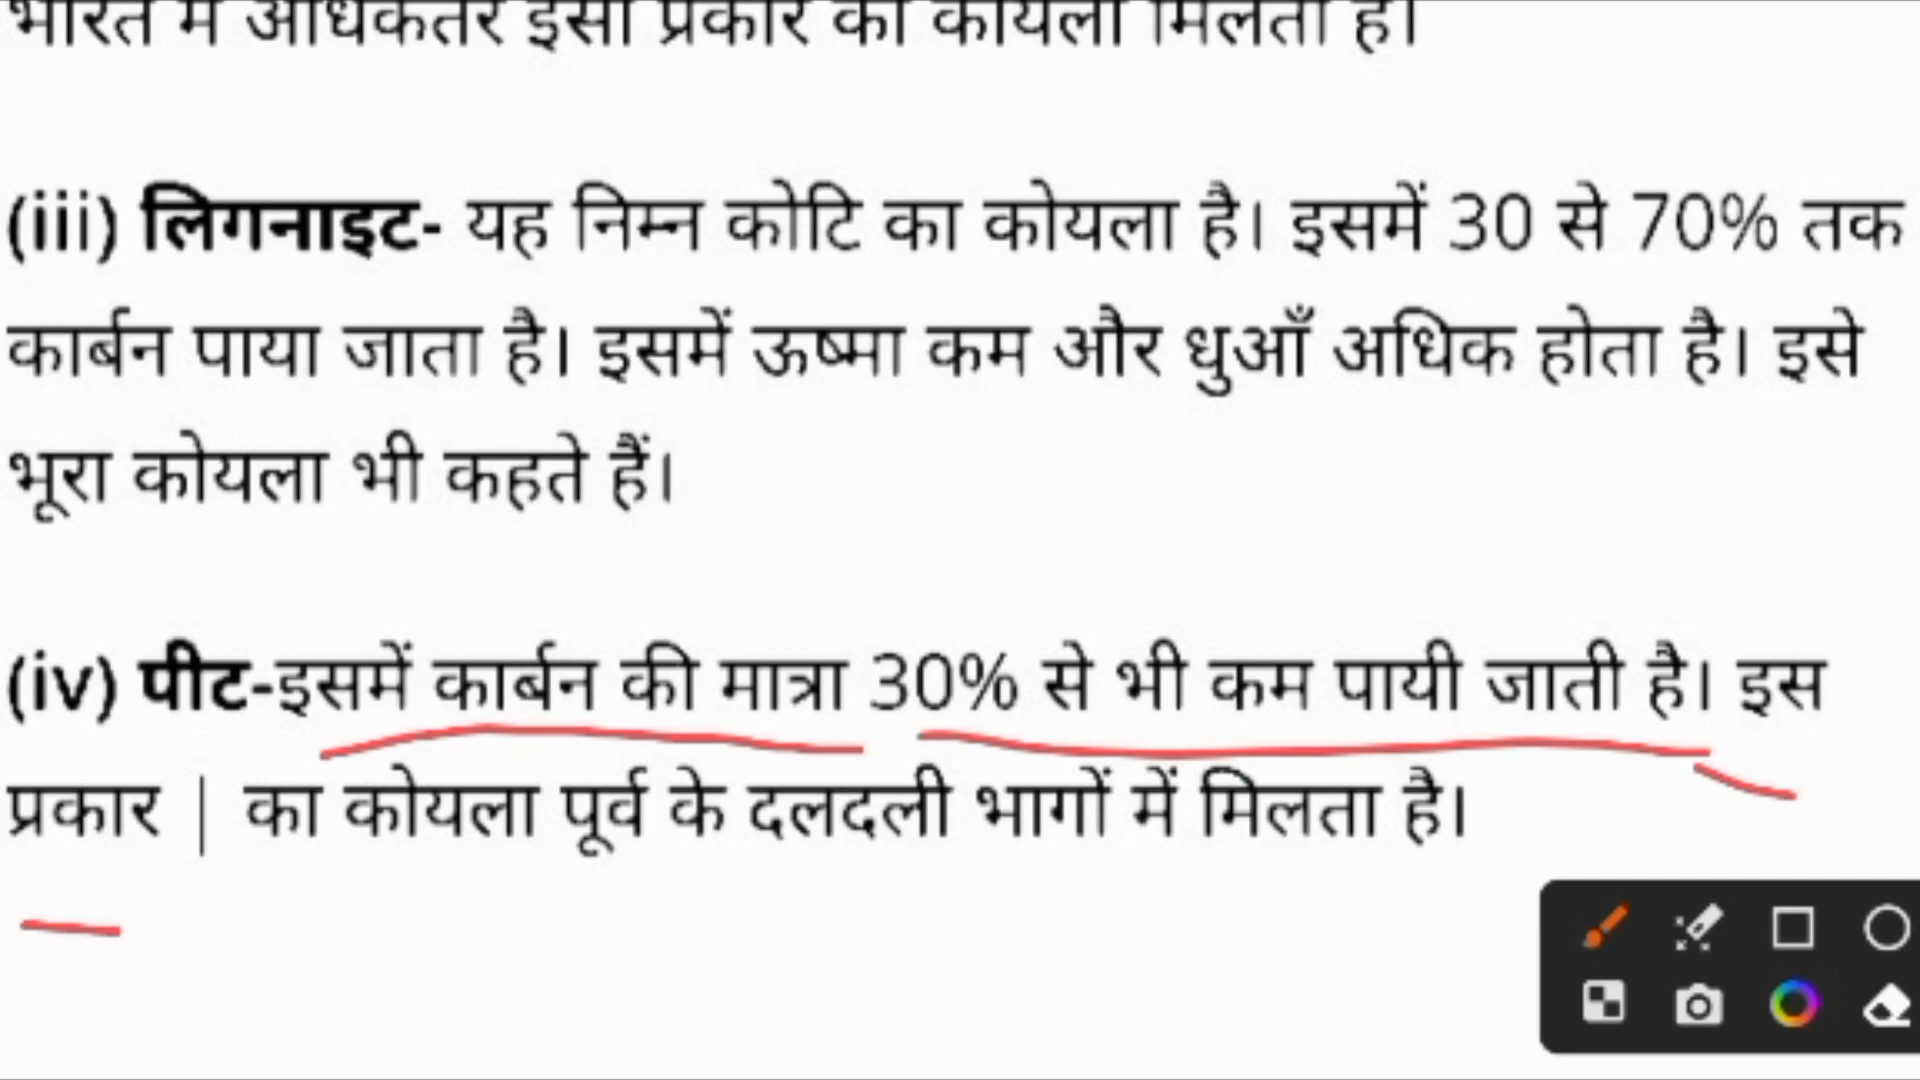 भारत में अधिकतर इसी प्रकार का कोयला मिलता है।
(iii) लिगनाइट- यह निम्न कोटि का कोयला है। इसमें 30 से 70% तक
कार्बन पाया जाता है। इसमें ऊष्मा कम और धुआँ अधिक होता है। इसे
भूरा कोयला भी कहते हैं।
(iv) पीट-इसमें कार्बन की मात्रा 30% से भी कम पायी जाती है। इस
प्रकार | का कोयला पूर्व के दलदली भागों में मिलता है।